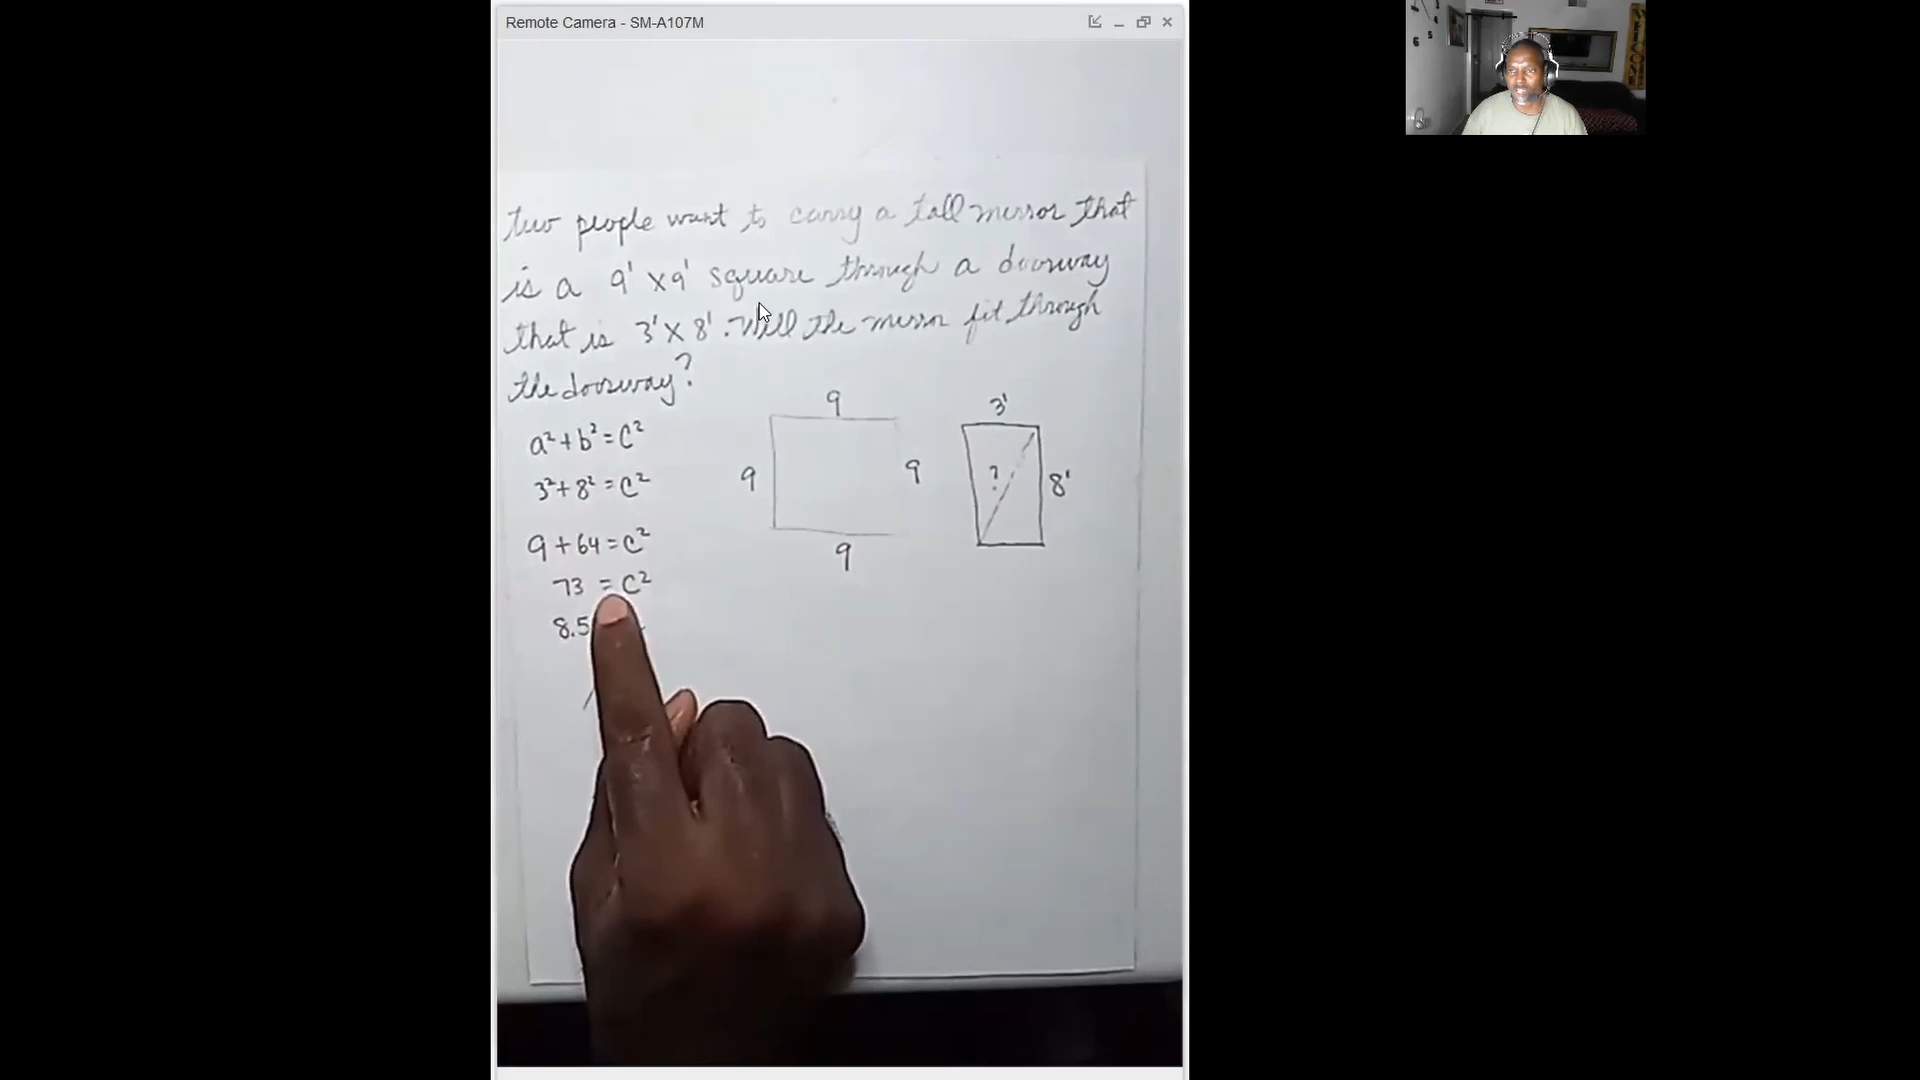 Remote Camera - SM-A107M
two people want to carry a tall mirror that
is a 9' x 9' square through a doorway
that is 3' x 8'. Will the mirror fit through
the doorway?
a² + b² = c²
3² + 8² = c²
9 + 64 = c²
73 = c²
8.5
9
9
9
9
3'
?
8'
6
5